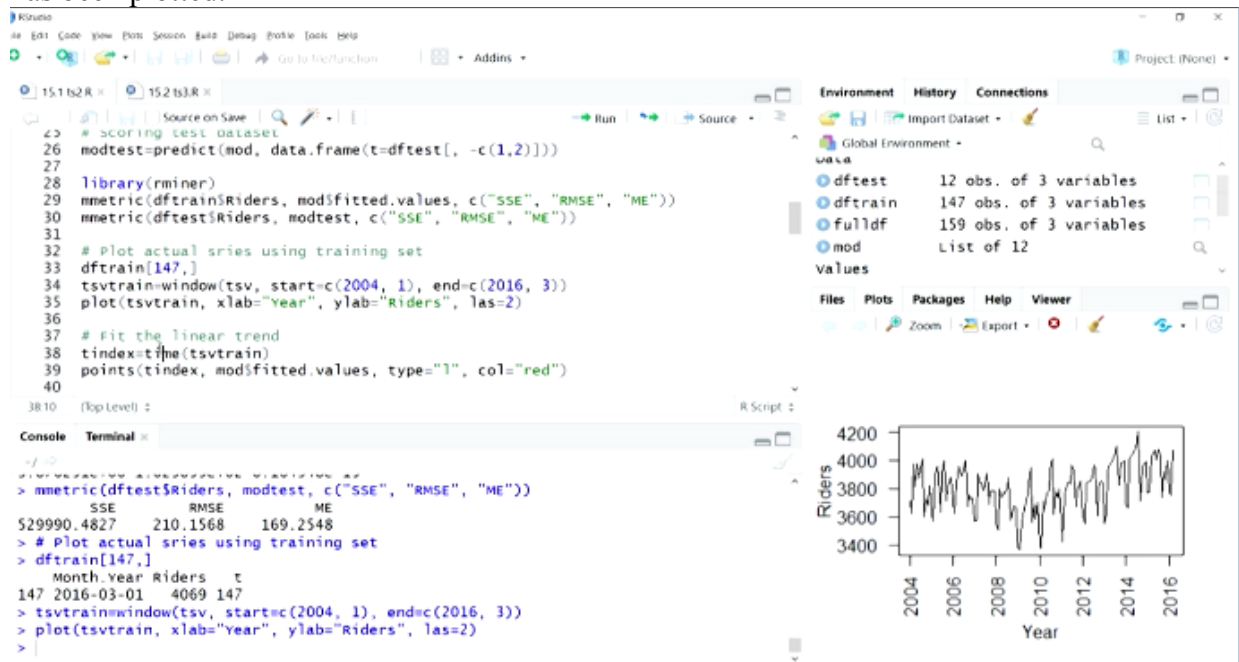 RStudio
Edit Code View Plots Session Build Debug Profile Tools Help
Go to file/function Addins
Project: (None)
15.1 ts2.R 15.2 ts3.R
Source on Save Run Source
25 # Scoring test dataset
26 modtest=predict(mod, data.frame(t=dftest[, -c(1,2)]))
27
28 library(rminer)
29 mmetric(dftrain$Riders, mod$fitted.values, c("SSE", "RMSE", "ME"))
30 mmetric(dftest$Riders, modtest, c("SSE", "RMSE", "ME"))
31
32 # Plot actual sries using training set
33 dftrain[147,]
34 tsvtrain=window(tsv, start=c(2004, 1), end=c(2016, 3))
35 plot(tsvtrain, xlab="Year", ylab="Riders", las=2)
36
37 # Fit the linear trend
38 tindex=time(tsvtrain)
39 points(tindex, mod$fitted.values, type="l", col="red")
40
38:10 (Top Level) R Script
Console Terminal
~/
> mmetric(dftest$Riders, modtest, c("SSE", "RMSE", "ME"))
SSE RMSE ME
529990.4827 210.1568 169.2548
> # Plot actual sries using training set
> dftrain[147,]
Month.Year Riders t
147 2016-03-01 4069 147
> tsvtrain=window(tsv, start=c(2004, 1), end=c(2016, 3))
> plot(tsvtrain, xlab="Year", ylab="Riders", las=2)
>
Environment History Connections
Import Dataset List
Global Environment
Data
dftest 12 obs. of 3 variables
dftrain 147 obs. of 3 variables
fulldf 159 obs. of 3 variables
mod List of 12
Values
Files Plots Packages Help Viewer
Zoom Export
4200
4000
3800
3600
3400
Riders
2004 2006 2008 2010 2012 2014 2016
Year